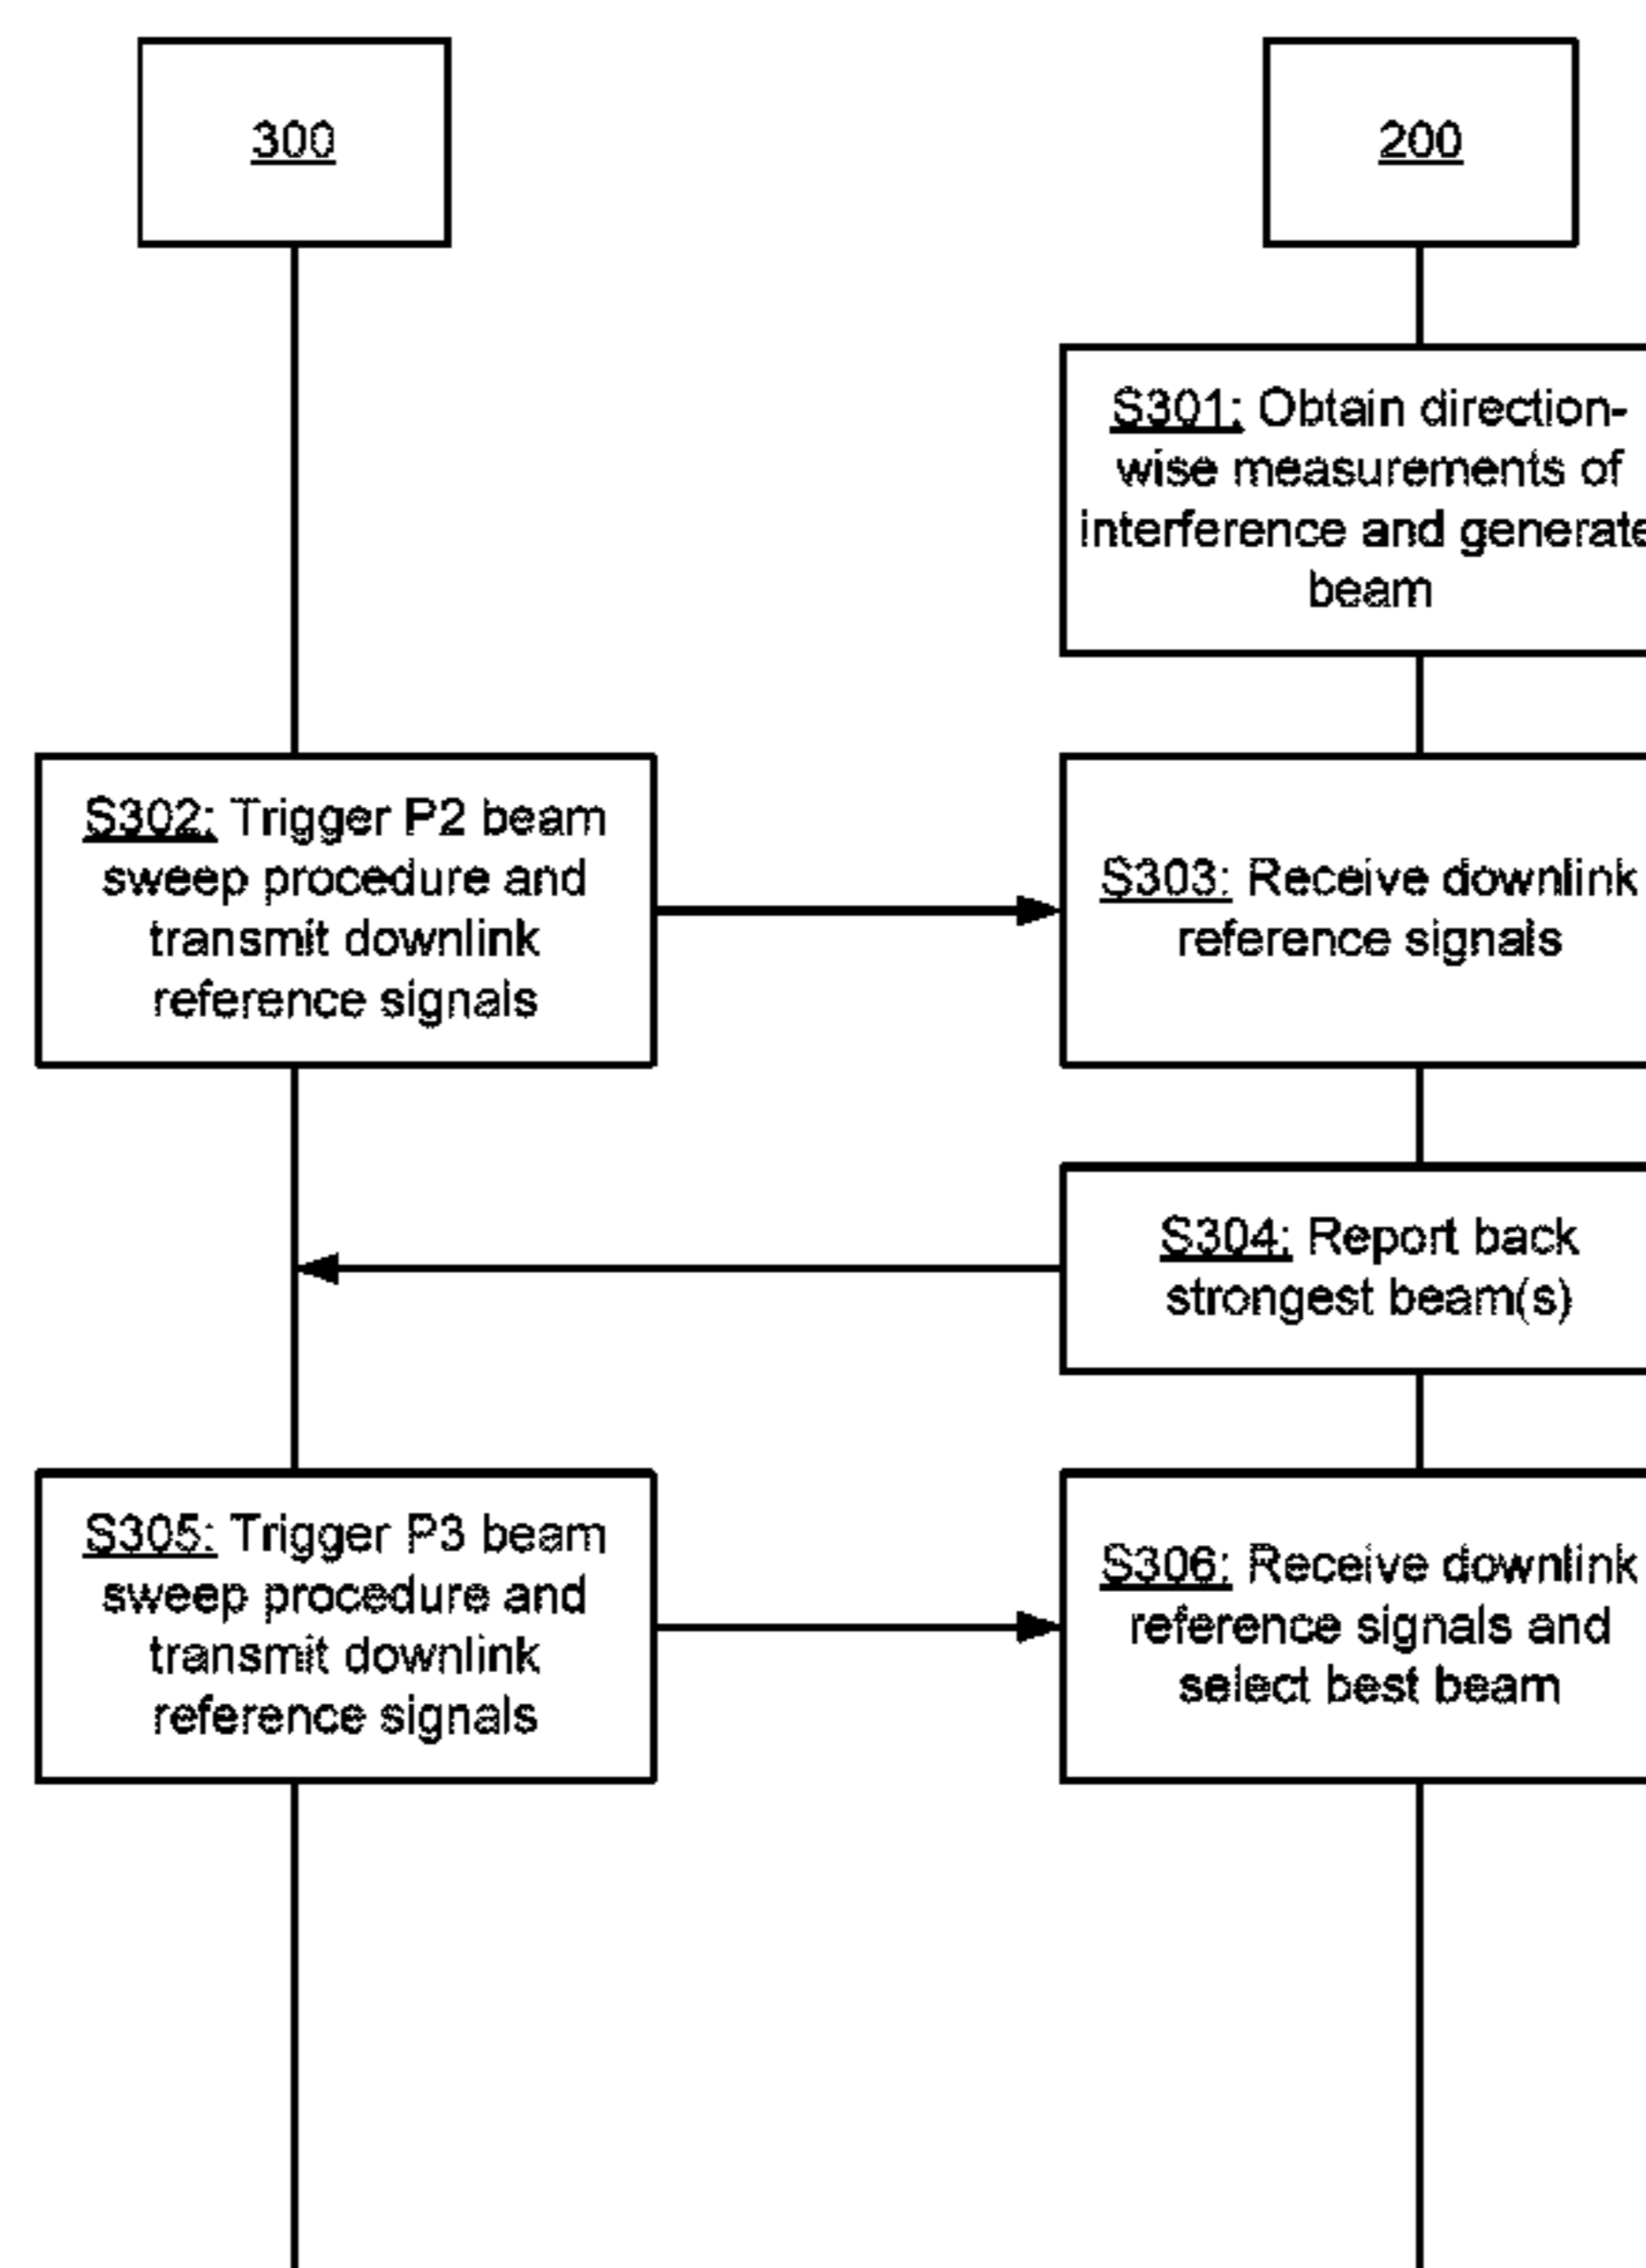 300
200
S301: Obtain direction-
wise measurements of
interference and generate
beam
S302: Trigger P2 beam
sweep procedure and
transmit downlink
reference signals
S303: Receive downlink
reference signals
S304: Report back
strongest beam(s)
S305: Trigger P3 beam
sweep procedure and
transmit downlink
reference signals
S306: Receive downlink
reference signals and
select best beam